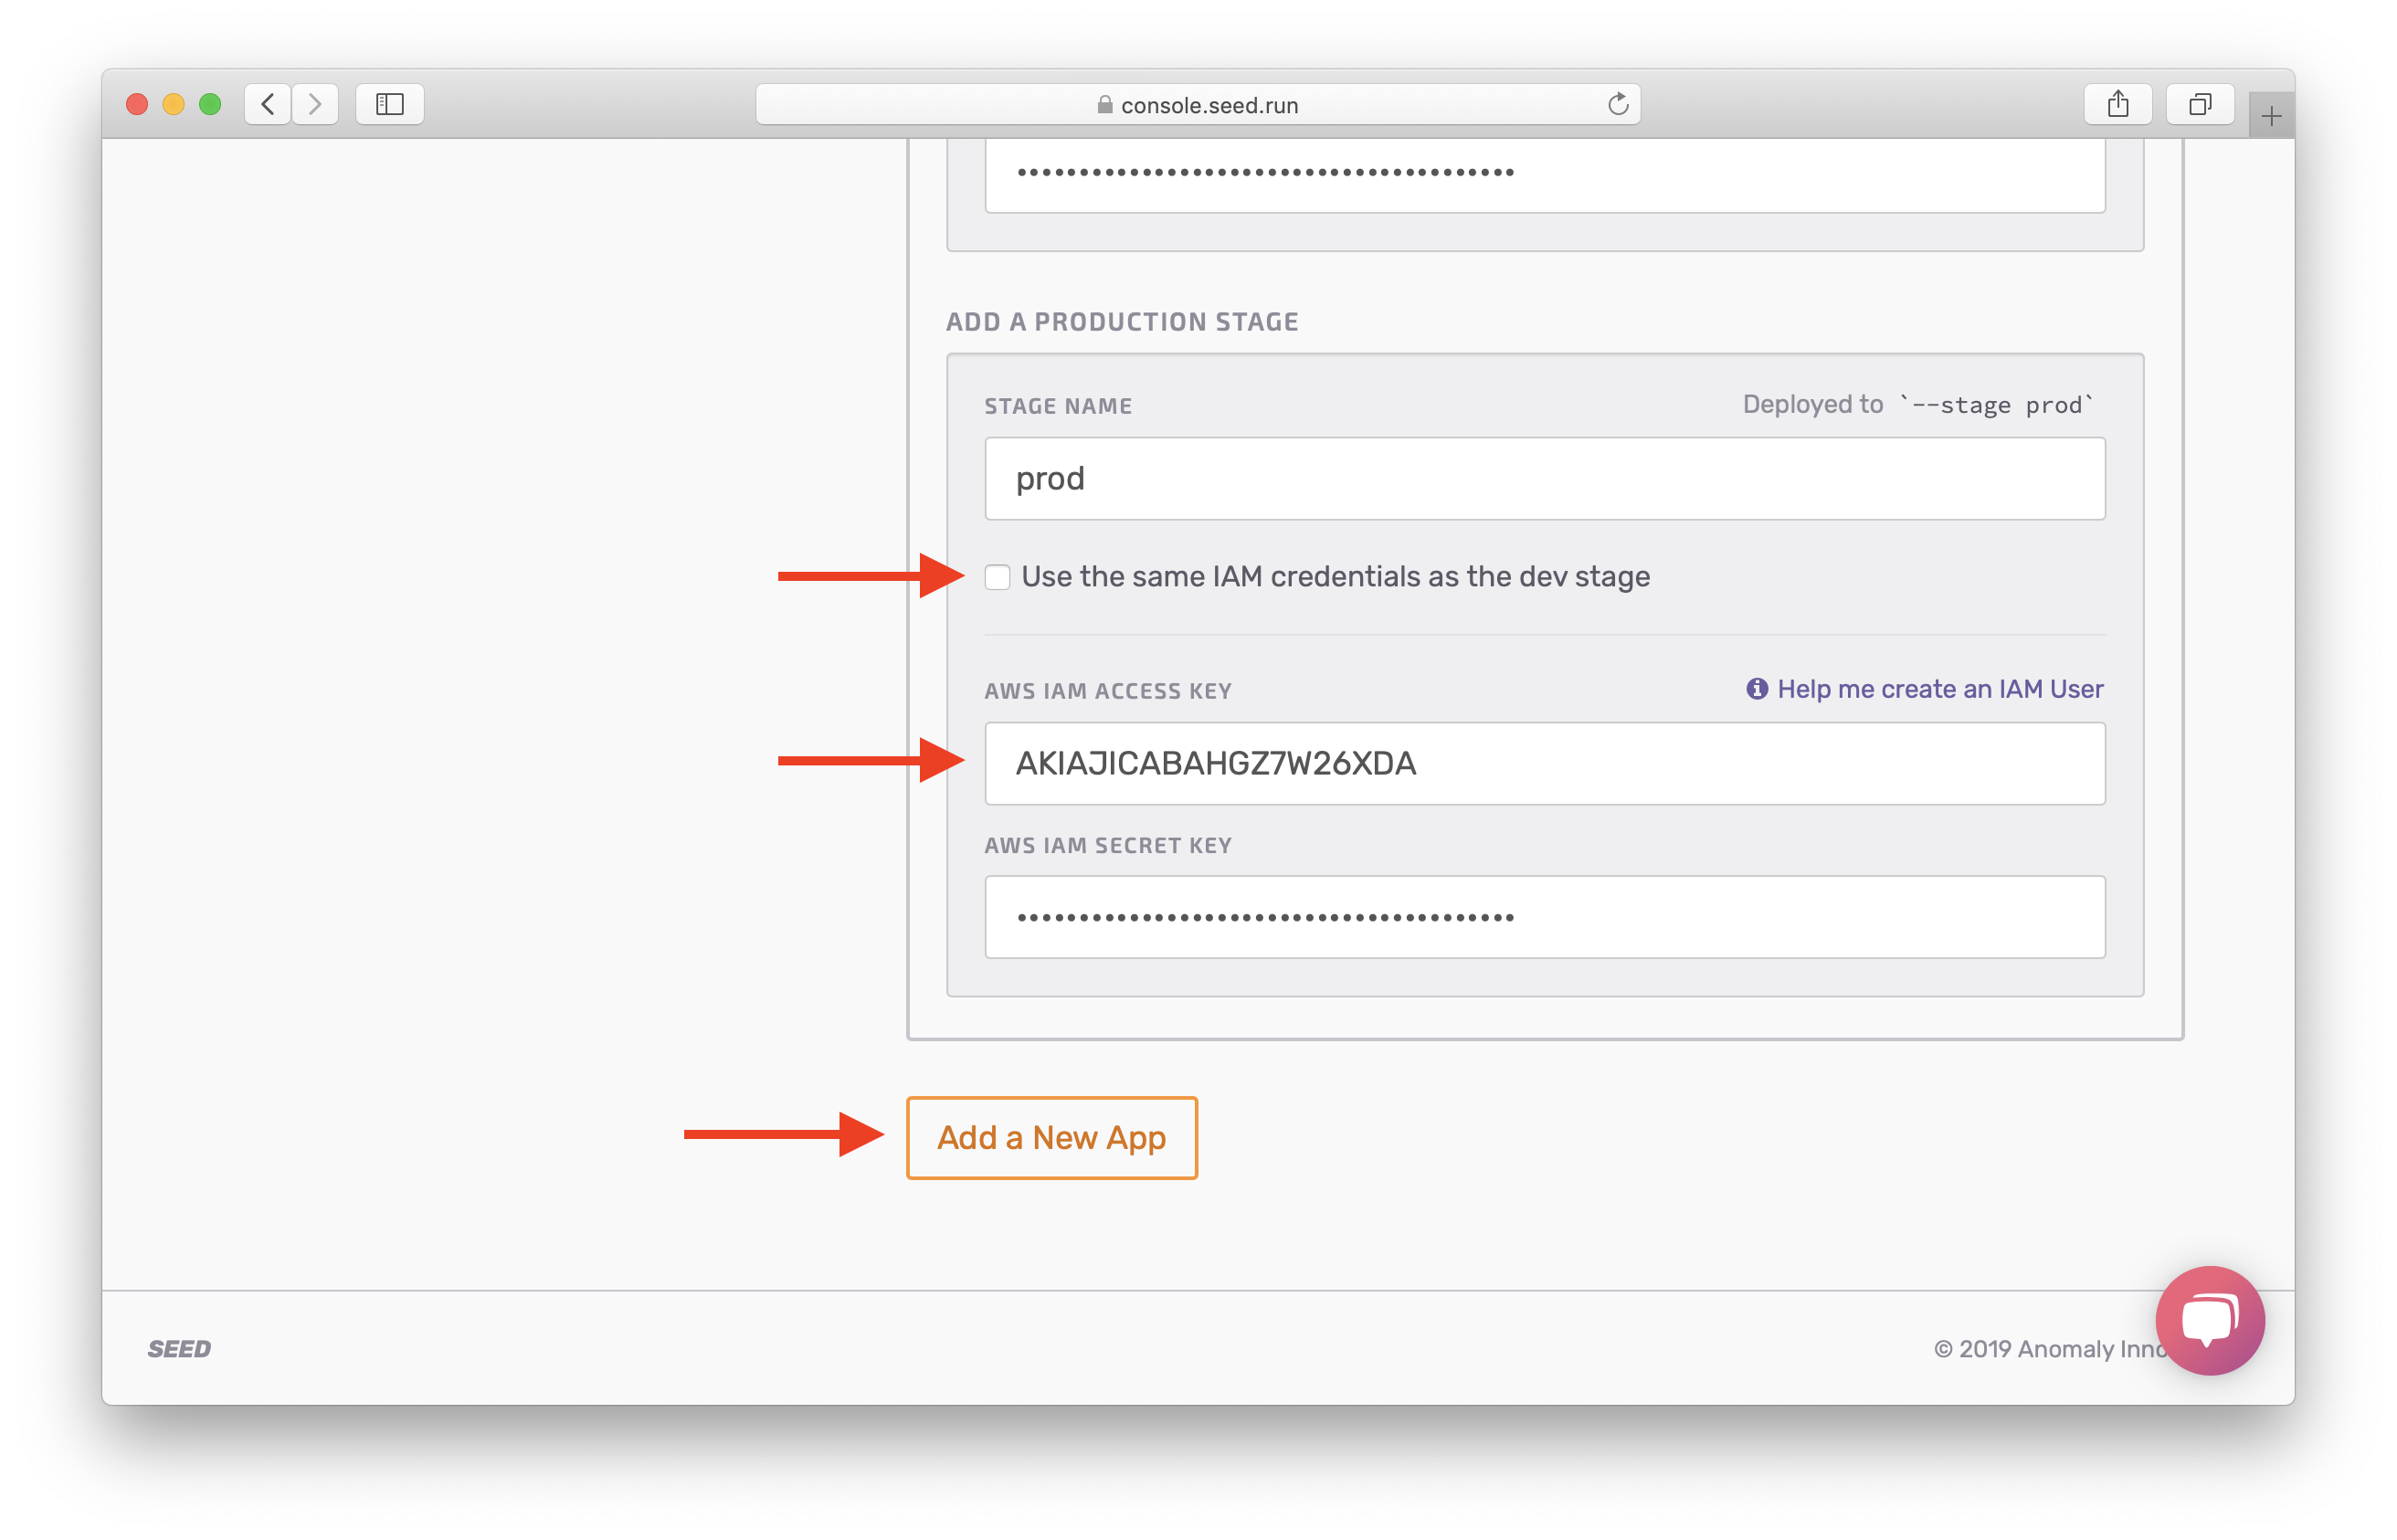 console.seed.run
••••••••••••••••••••••••••••••••••••••••
ADD A PRODUCTION STAGE
STAGE NAME
Deployed to `--stage prod`
prod
Use the same IAM credentials as the dev stage
AWS IAM ACCESS KEY
Help me create an IAM User
AKIAJICABAHGZ7W26XDA
AWS IAM SECRET KEY
••••••••••••••••••••••••••••••••••••••••
Add a New App
SEED
© 2019 Anomaly